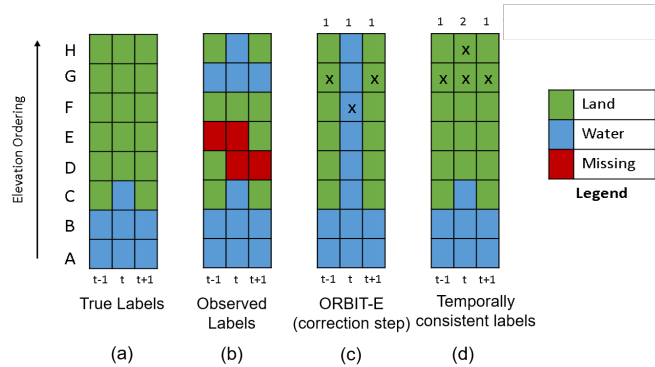 1 1 1
1 2 1
H
G
F
E
D
C
B
A
Elevation Ordering
x x
x
x
x x x
Land
Water
Missing
Legend
t-1 t t+1
t-1 t t+1
t-1 t t+1
t-1 t t+1
True Labels
Observed
Labels
ORBIT-E
(correction step)
Temporally
consistent labels
(a)
(b)
(c)
(d)